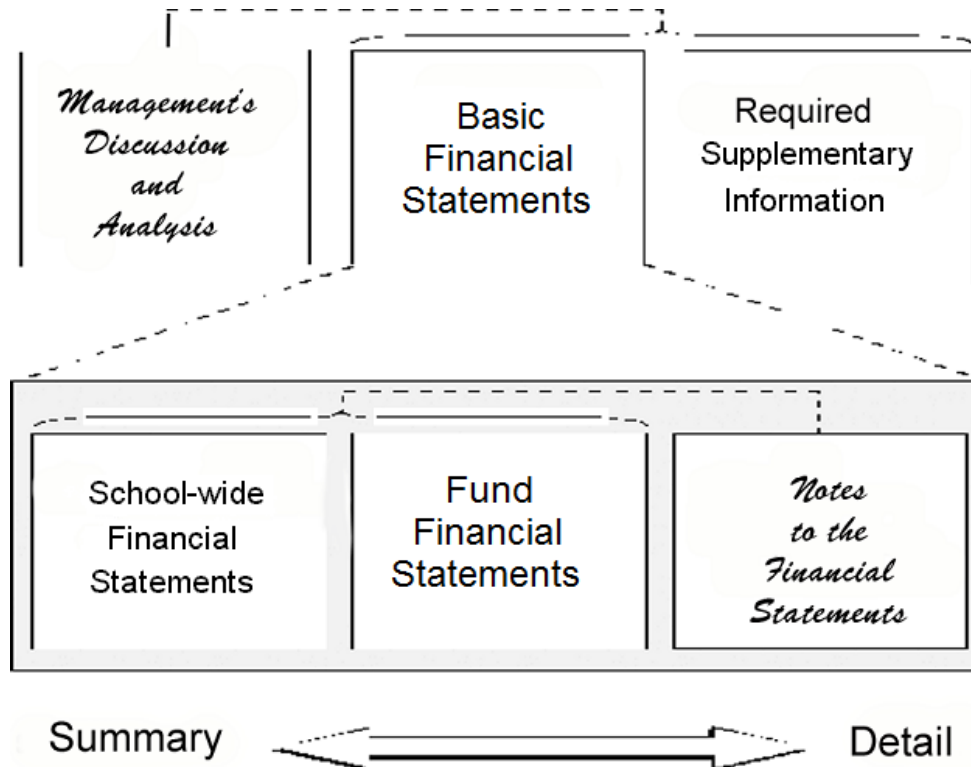 Management's
Discussion
and
Analysis
Basic
Financial
Statements
Required
Supplementary
Information
School-wide
Financial
Statements
Fund
Financial
Statements
Notes
to the
Financial
Statements
Summary
Detail